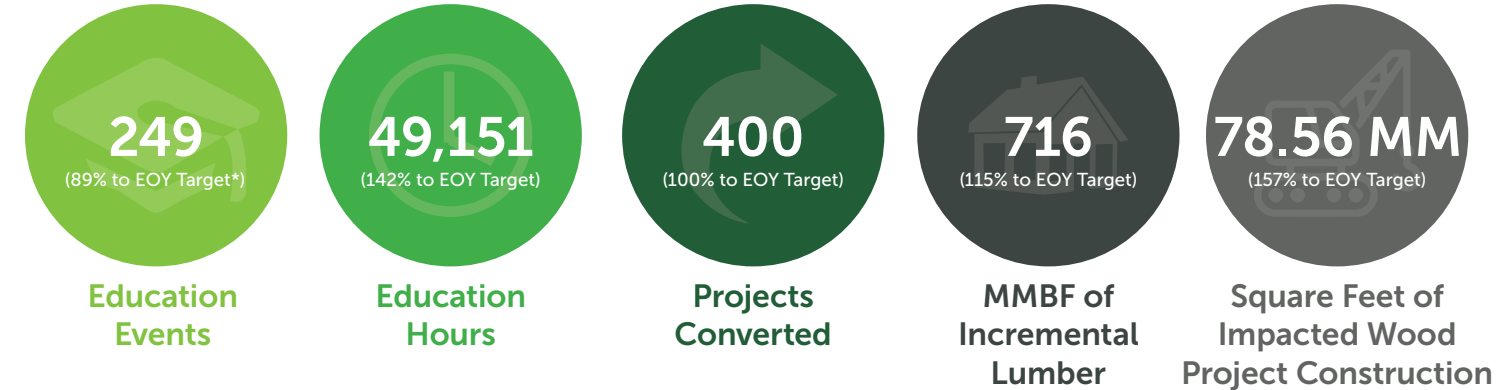 249
(89% to EOY Target*)
Education
Events
49,151
(142% to EOY Target)
Education
Hours
400
(100% to EOY Target)
Projects
Converted
716
(115% to EOY Target)
MMBF of
Incremental
Lumber
78.56 MM
(157% to EOY Target)
Square Feet of
Impacted Wood
Project Construction